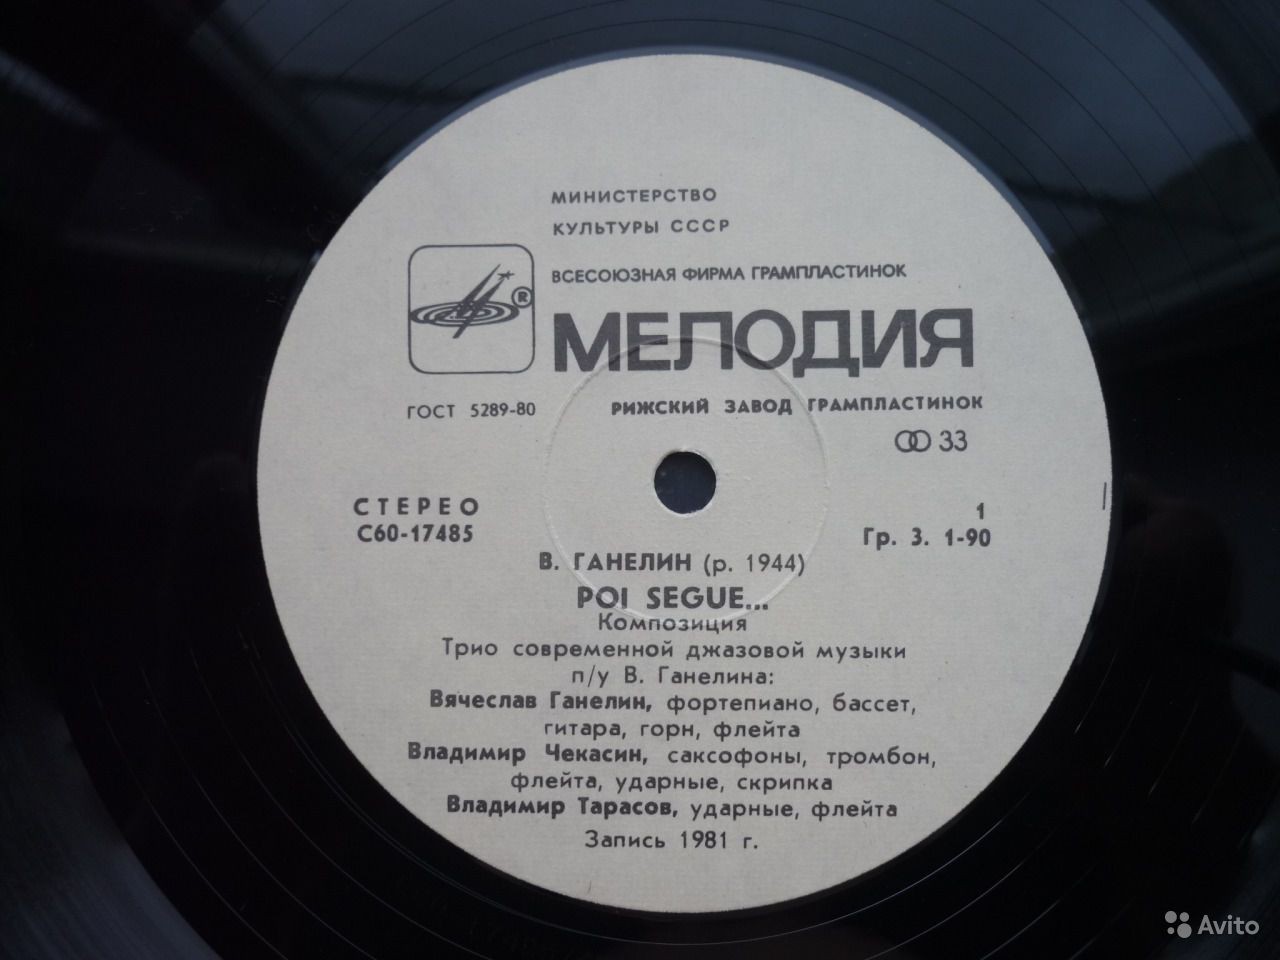 МИНИСТЕРСТВО
КУЛЬТУРЫ СССР
ВСЕСОЮЗНАЯ ФИРМА ГРАМПЛАСТИНОК
®
МЕЛОДИЯ
ГОСТ 5289-80
РИЖСКИЙ ЗАВОД ГРАМПЛАСТИНОК
33
СТЕРЕО
1
С60-17485
Гр. 3. 1-90
В. ГАНЕЛИН (р. 1944)
POI SEGUE...
Композиция
Трио современной джазовой музыки
п/у В. Ганелина:
Вячеслав Ганелин, фортепиано, бассет,
гитара, горн, флейта
Владимир Чекасин, саксофоны, тромбон,
флейта, ударные, скрипка
Владимир Тарасов, ударные, флейта
Запись 1981 г.
Avito